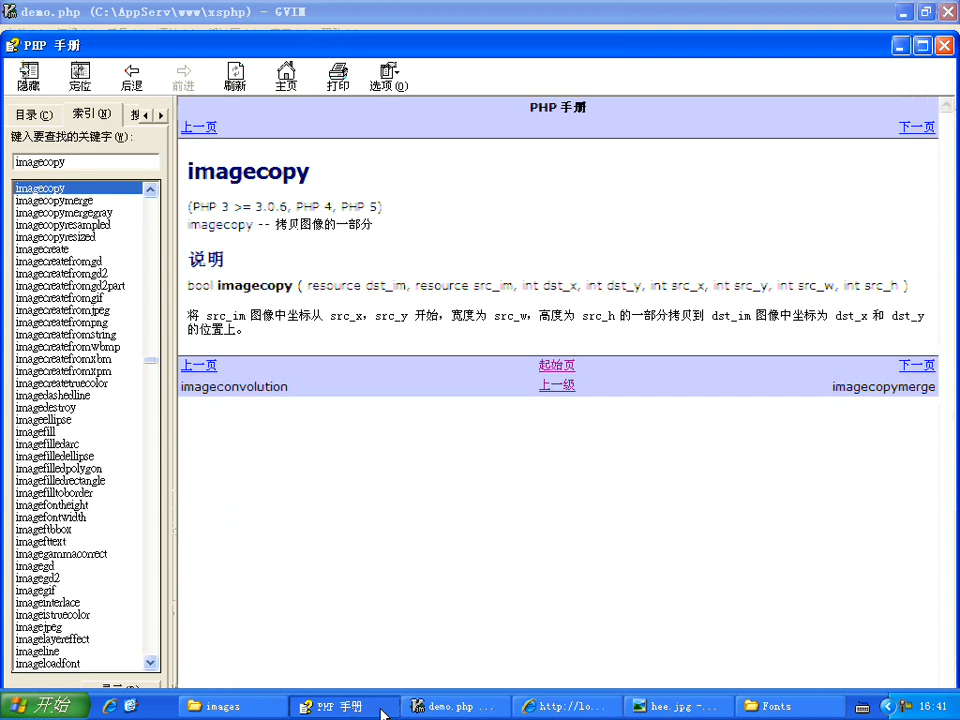 demo.php (C:\AppServ\www\xsphp) - GVIM
PHP 手册
隐藏 定位 后退 前进 刷新 主页 打印 选项(O)
目录(C) 索引(N)
键入要查找的关键字(W):
imagecopy
imagecopy
imagecopymerge
imagecopymergegray
imagecopyresampled
imagecopyresized
imagecreate
imagecreatefromgd
imagecreatefromgd2
imagecreatefromgd2part
imagecreatefromgif
imagecreatefromjpeg
imagecreatefrompng
imagecreatefromstring
imagecreatefromwbmp
imagecreatefromxbm
imagecreatefromxpm
imagecreatetruecolor
imagedashedline
imagedestroy
imageellipse
imagefill
imagefilledarc
imagefilledellipse
imagefilledpolygon
imagefilledrectangle
imagefilltoborder
imagefontheight
imagefontwidth
imageftbbox
imagefttext
imagegammacorrect
imagegd
imagegd2
imagegif
imageinterlace
imageistruecolor
imagejpeg
imagelayereffect
imageline
imageloadfont
PHP 手册
上一页 下一页
imagecopy
(PHP 3 >= 3.0.6, PHP 4, PHP 5)
imagecopy -- 拷贝图像的一部分
说明
bool imagecopy ( resource dst_im, resource src_im, int dst_x, int dst_y, int src_x, int src_y, int src_w, int src_h )
将 src_im 图像中坐标从 src_x, src_y 开始, 宽度为 src_w, 高度为 src_h 的一部分拷贝到 dst_im 图像中坐标为 dst_x 和 dst_y
的位置上。
上一页 起始页 下一页
imageconvolution 上一级 imagecopymerge
开始 images PHP 手册 demo.php ... http://lo... hee.jpg -... Fonts 16:41